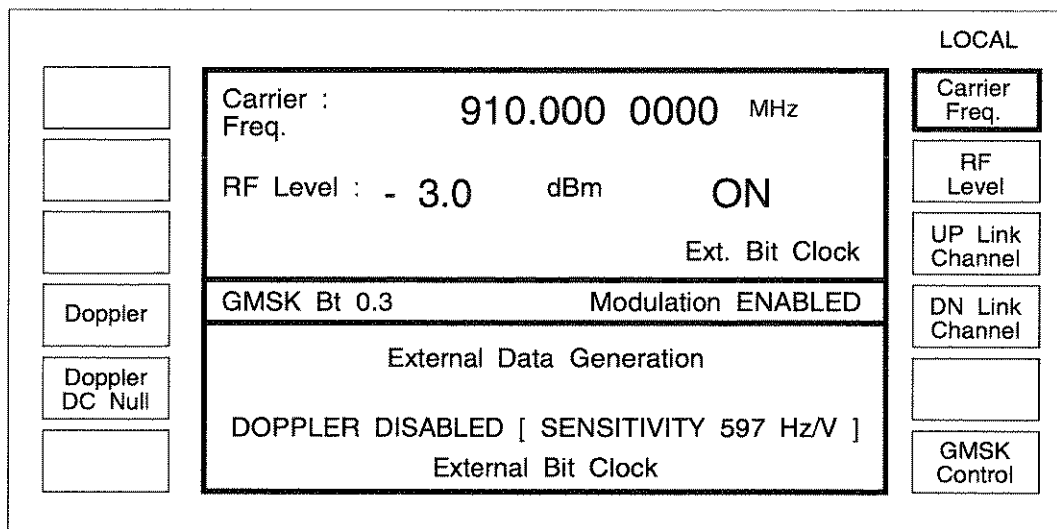 LOCAL
Carrier :
Freq.
910.000 0000 MHz
RF Level : - 3.0 dBm ON
Ext. Bit Clock
GMSK Bt 0.3 Modulation ENABLED
External Data Generation
DOPPLER DISABLED [ SENSITIVITY 597 Hz/V ]
External Bit Clock
Doppler
Doppler
DC Null
Carrier
Freq.
RF
Level
UP Link
Channel
DN Link
Channel
GMSK
Control